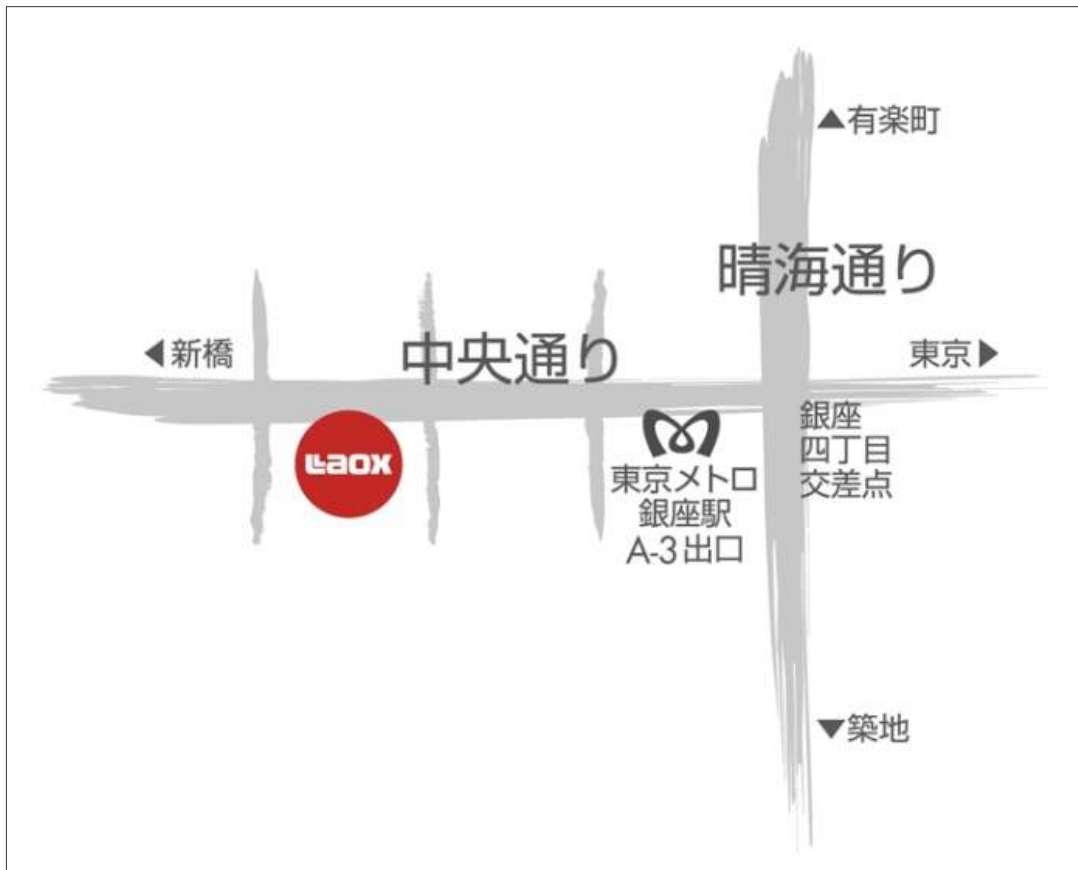 ▲有楽町
晴海通り
中央通り
◀新橋
東京▶
銀座
四丁目
交差点
Laox
東京メトロ
銀座駅
A-3出口
▼築地